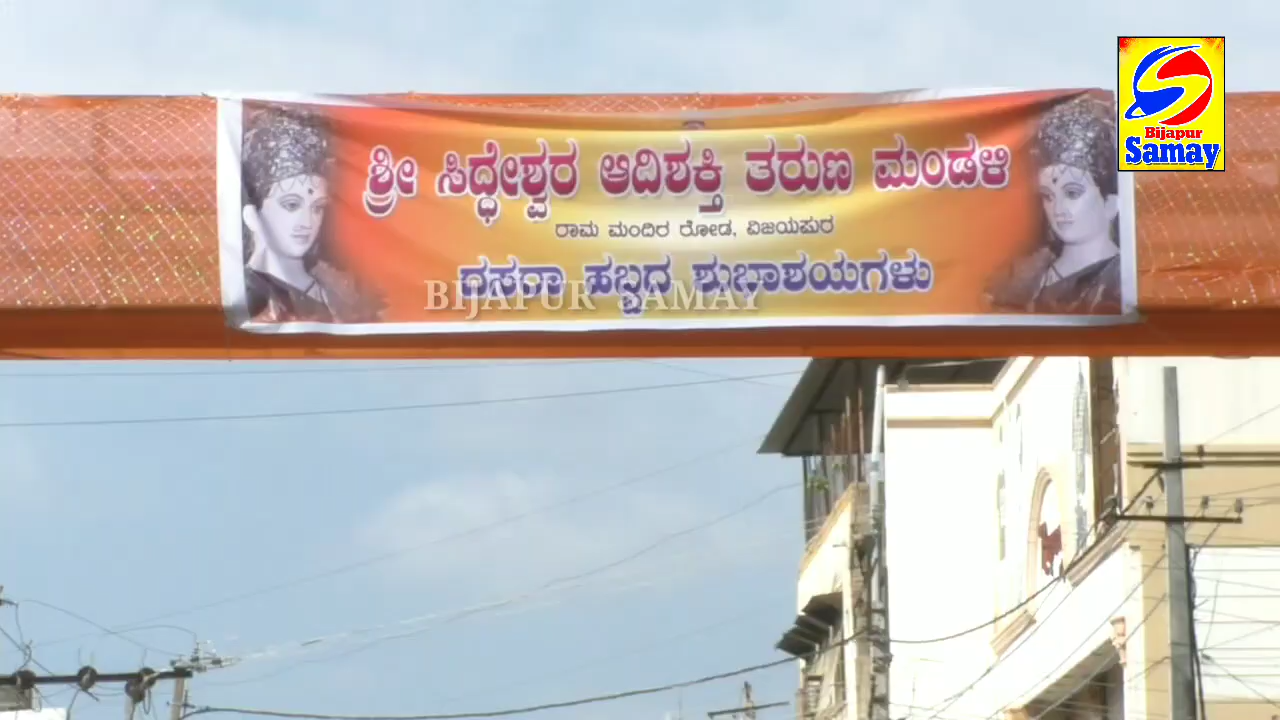 ಶ್ರೀ ಸಿದ್ಧೇಶ್ವರ ಆದಿಶಕ್ತಿ ತರುಣ ಮಂಡಳಿ
ರಾಮ ಮಂದಿರ ರೋಡ, ವಿಜಯಪುರ
ದಸರಾ ಹಬ್ಬದ ಶುಭಾಶಯಗಳು
BIJAPUR SAMAY
Bijapur
Samay